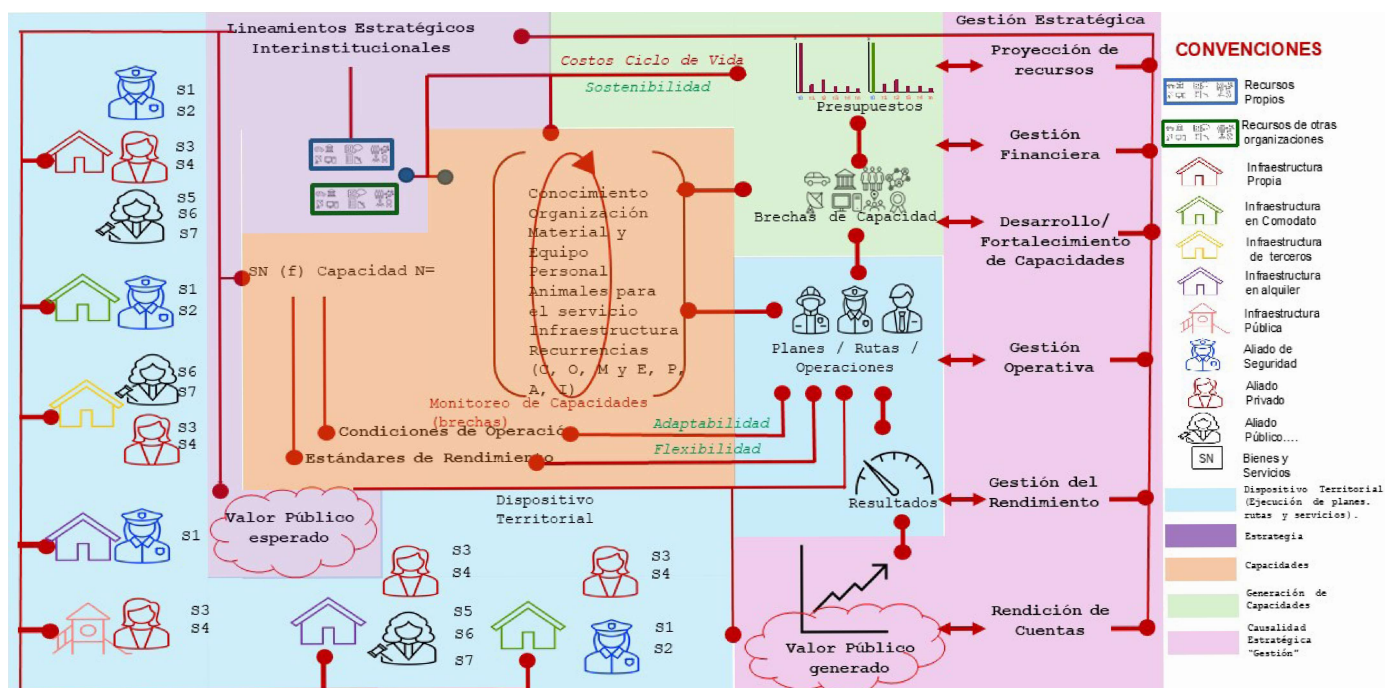 Lineamientos Estratégicos
Interinstitucionales
Gestión Estratégica
CONVENCIONES
Costos Ciclo de Vida
Sostenibilidad
Presupuestos
Proyección de
recursos
Gestión
Financiera
Brechas de Capacidad
Desarrollo/
Fortalecimiento
de Capacidades
S1
S2
S3
S4
S5
S6
S7
S1
S2
S6
S7
S3
S4
S1
S3
S4
SN (f) Capacidad N=
Conocimiento
Organización
Material y
Equipo
Personal
Animales para
el servicio
Infraestructura
Recurrencias
(C, O, M y E, P,
A, I)
Monitoreo de Capacidades
(brechas)
Condiciones de Operació
Estándares de Rendimiento
Adaptabilidad
Flexibilidad
Planes / Rutas /
Operaciones
Gestión
Operativa
Resultados
Gestión del
Rendimiento
Valor Público
esperado
Dispositivo
Territorial
S3
S4
S5
S6
S7
S3
S4
S1
S2
Valor Público
generado
Rendición de
Cuentas
Recursos
Propios
Recursos de otras
organizaciones
Infraestructura
Propia
Infraestructura
en Comodato
Infraestructura
de terceros
Infraestructura
en alquiler
Infraestructura
Pública
Aliado de
Seguridad
Aliado
Privado
Aliado
Público....
SN
Bienes y
Servicios
Dispositivo Territorial
(Ejecución de planes.
rutas y servicios).
Estrategia
Capacidades
Generación de
Capacidades
Causalidad
Estratégica
"Gestión"